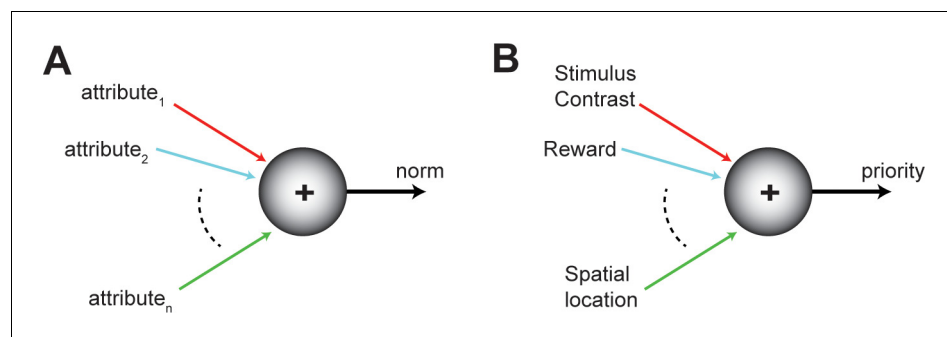 A
attribute₁
attribute₂
+
norm
attributeₙ
B
Stimulus
Contrast
Reward
+
priority
Spatial
location